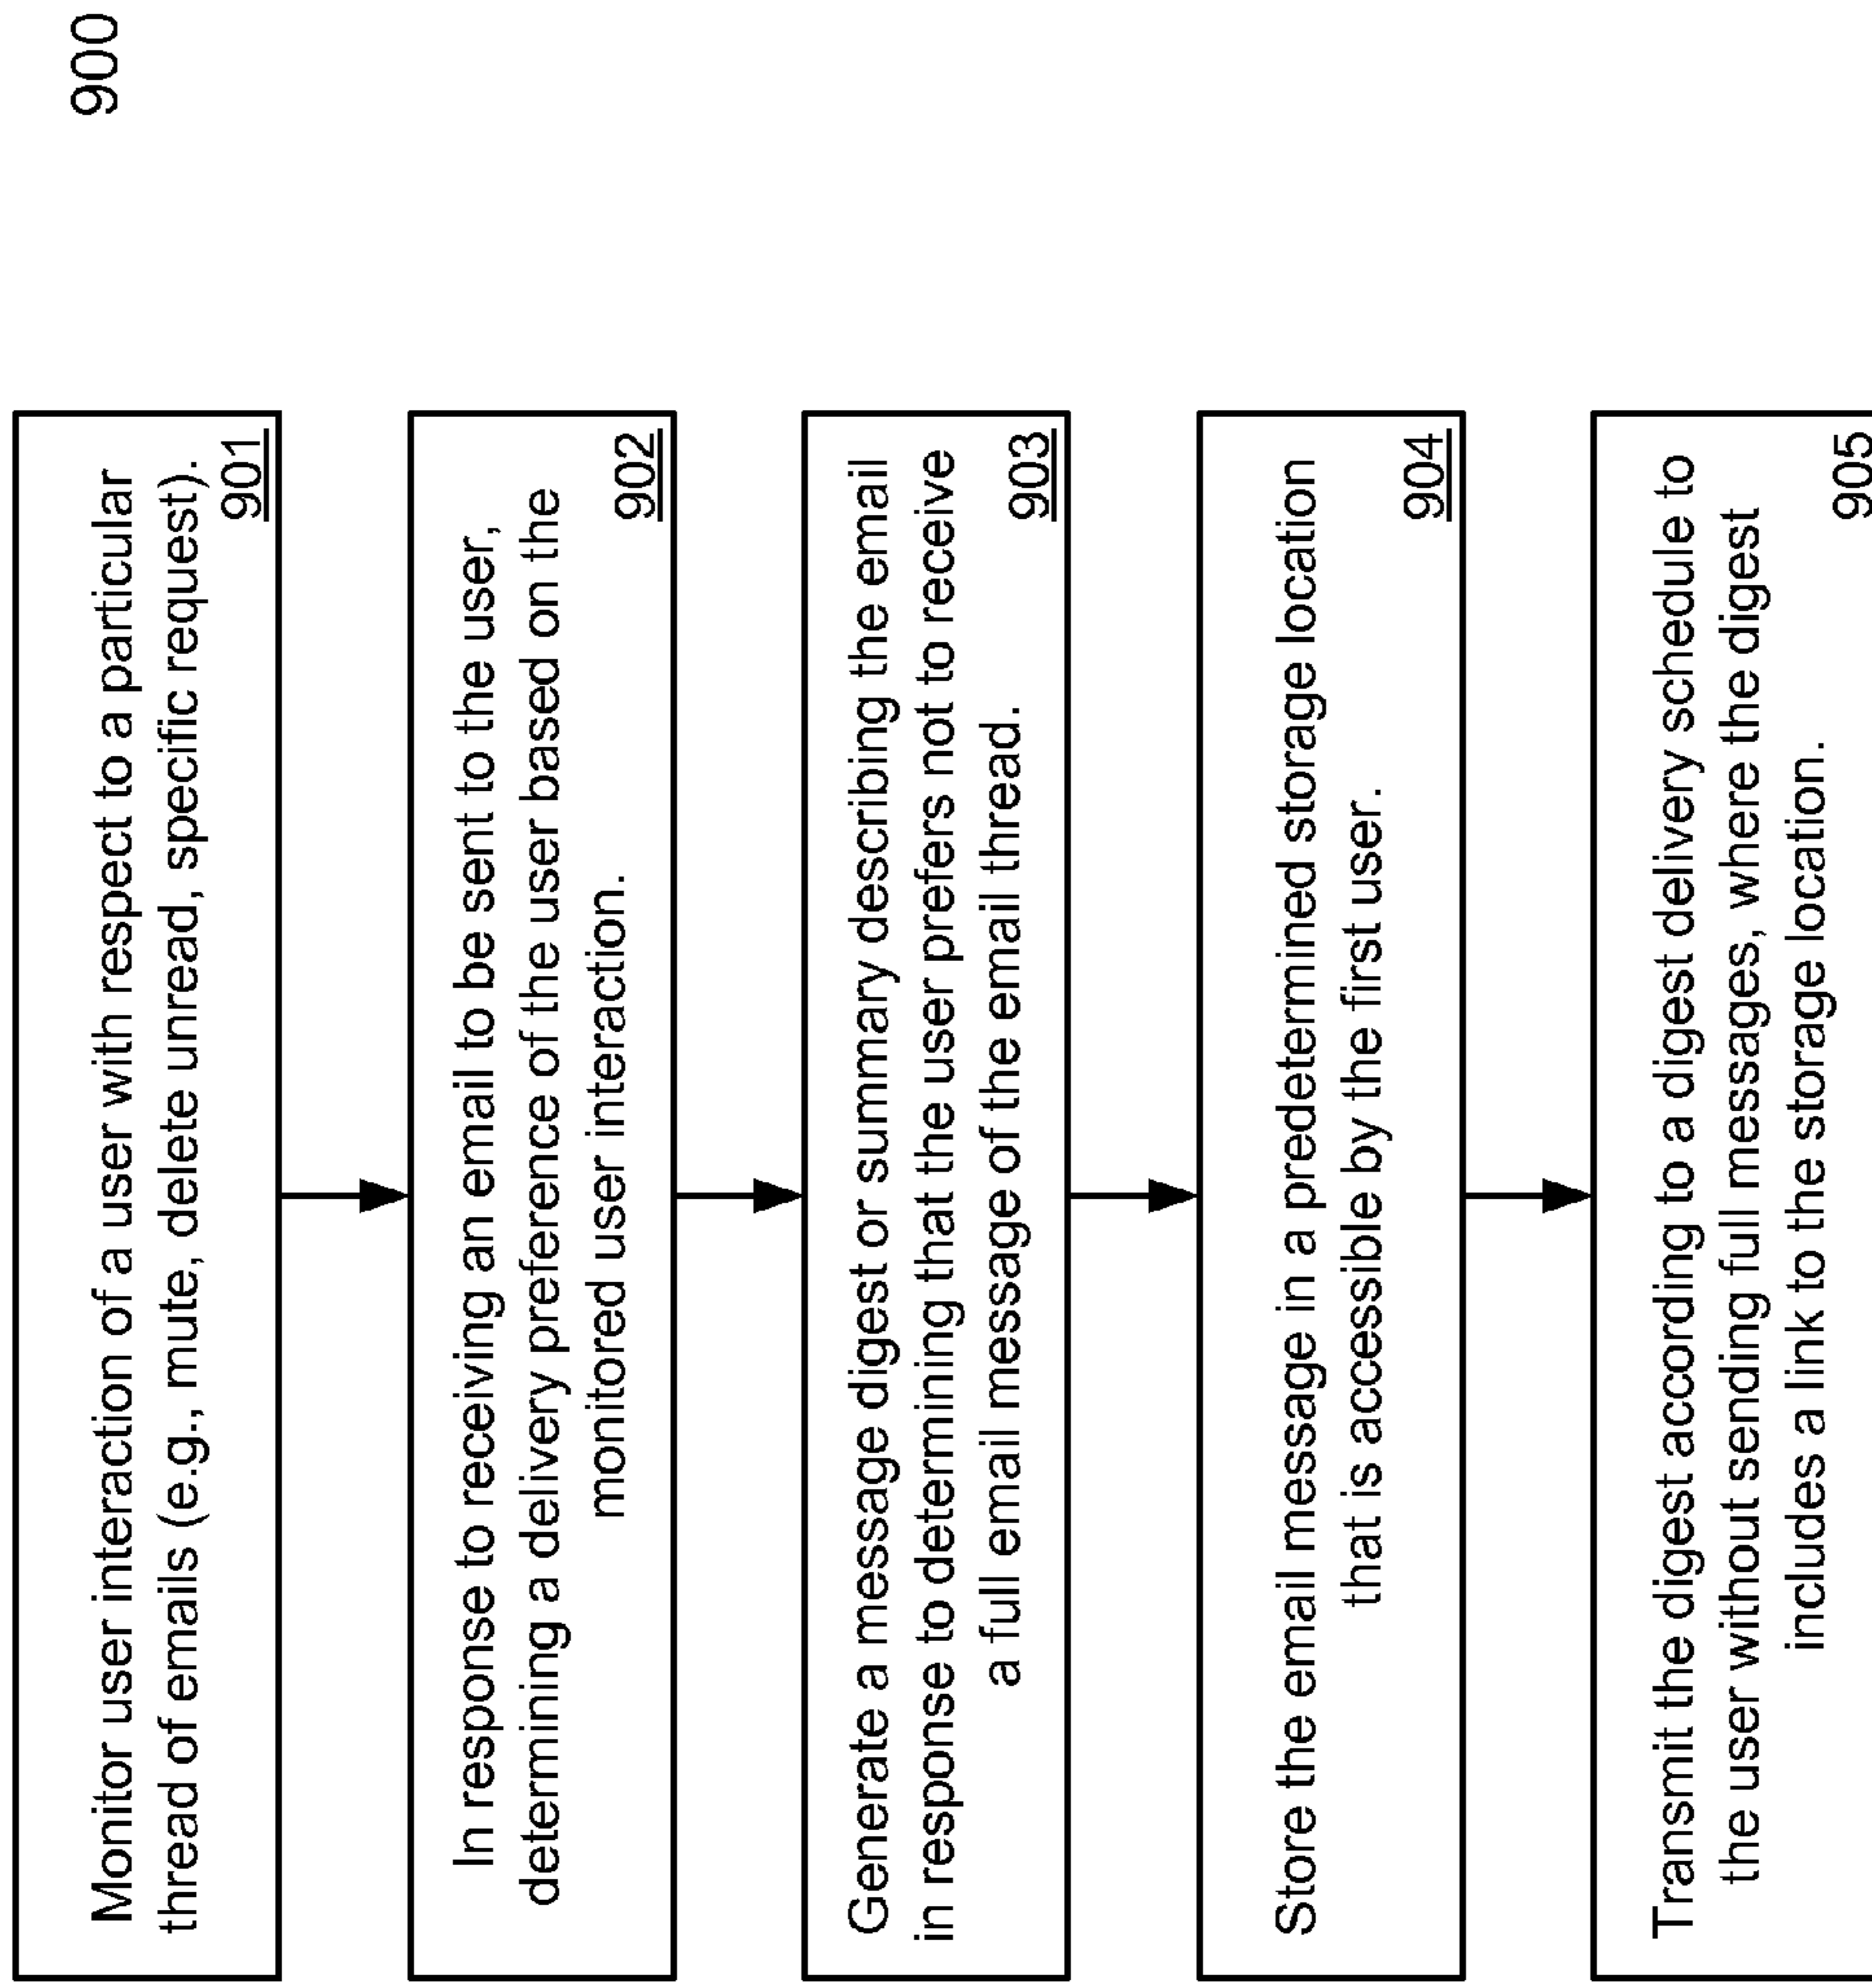 900
Monitor user interaction of a user with respect to a particular
thread of emails (e.g., mute, delete unread, specific request).
901
In response to receiving an email to be sent to the user,
determining a delivery preference of the user based on the
monitored user interaction.
902
Generate a message digest or summary describing the email
in response to determining that the user prefers not to receive
a full email message of the email thread.
903
Store the email message in a predetermined storage location
that is accessible by the first user.
904
Transmit the digest according to a digest delivery schedule to
the user without sending full messages, where the digest
includes a link to the storage location.
905